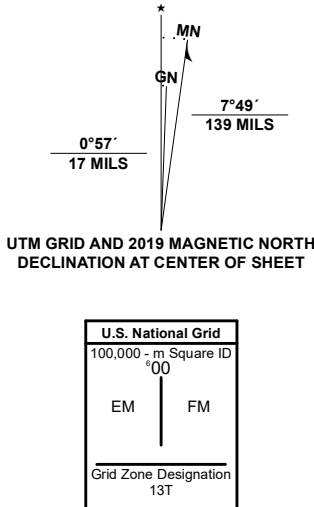 ★
MN
GN
7°49´
139 MILS
0°57´
17 MILS
UTM GRID AND 2019 MAGNETIC NORTH
DECLINATION AT CENTER OF SHEET
U.S. National Grid
100,000 - m Square ID
⁶00
EM FM
Grid Zone Designation
13T